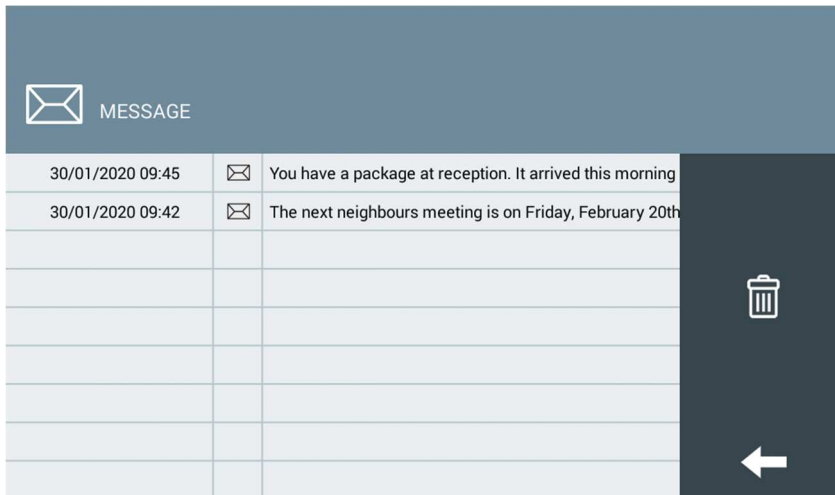 MESSAGE
30/01/2020 09:45 You have a package at reception. It arrived this morning
30/01/2020 09:42 The next neighbours meeting is on Friday, February 20th